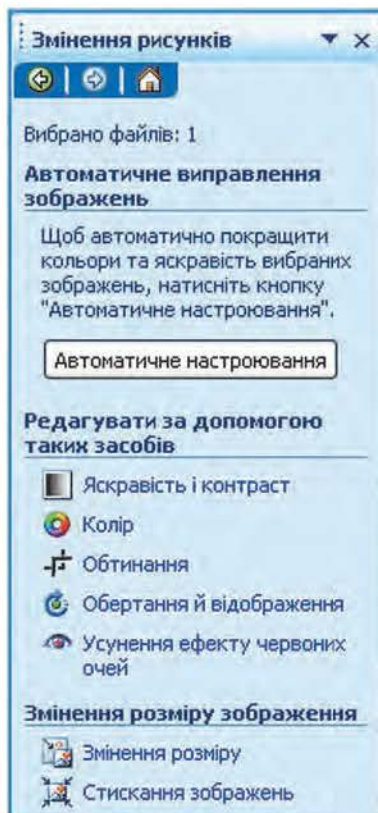 Змінення рисунків
Вибрано файлів: 1
Автоматичне виправлення
зображень
Щоб автоматично покращити
кольори та яскравість вибраних
зображень, натисніть кнопку
"Автоматичне настроювання".
Автоматичне настроювання
Редагувати за допомогою
таких засобів
Яскравість і контраст
Колір
Обтинання
Обертання й відображення
Усунення ефекту червоних
очей
Змінення розміру зображення
Змінення розміру
Стискання зображень